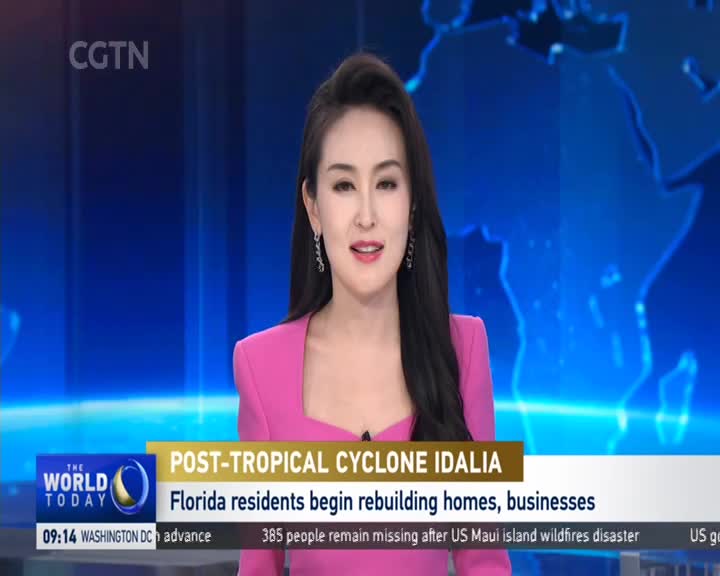 CGTN
POST-TROPICAL CYCLONE IDALIA
THE
WORLD
TODAY
Florida residents begin rebuilding homes, businesses
09:14 WASHINGTON DC
advance 385 people remain missing after US Maui island wildfires disaster US